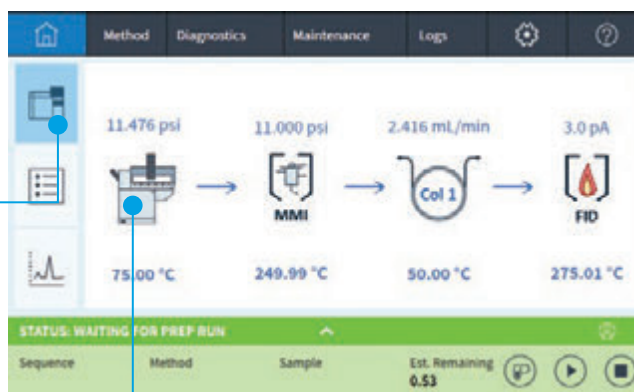 Method Diagnostics Maintenance Logs
11.476 psi 11.000 psi 2.416 mL/min 3.0 pA
Col 1
MMI FID
75.00 °C 249.99 °C 50.00 °C 275.01 °C
STATUS: WAITING FOR PREP RUN
Sequence Method Sample Est. Remaining
0.53